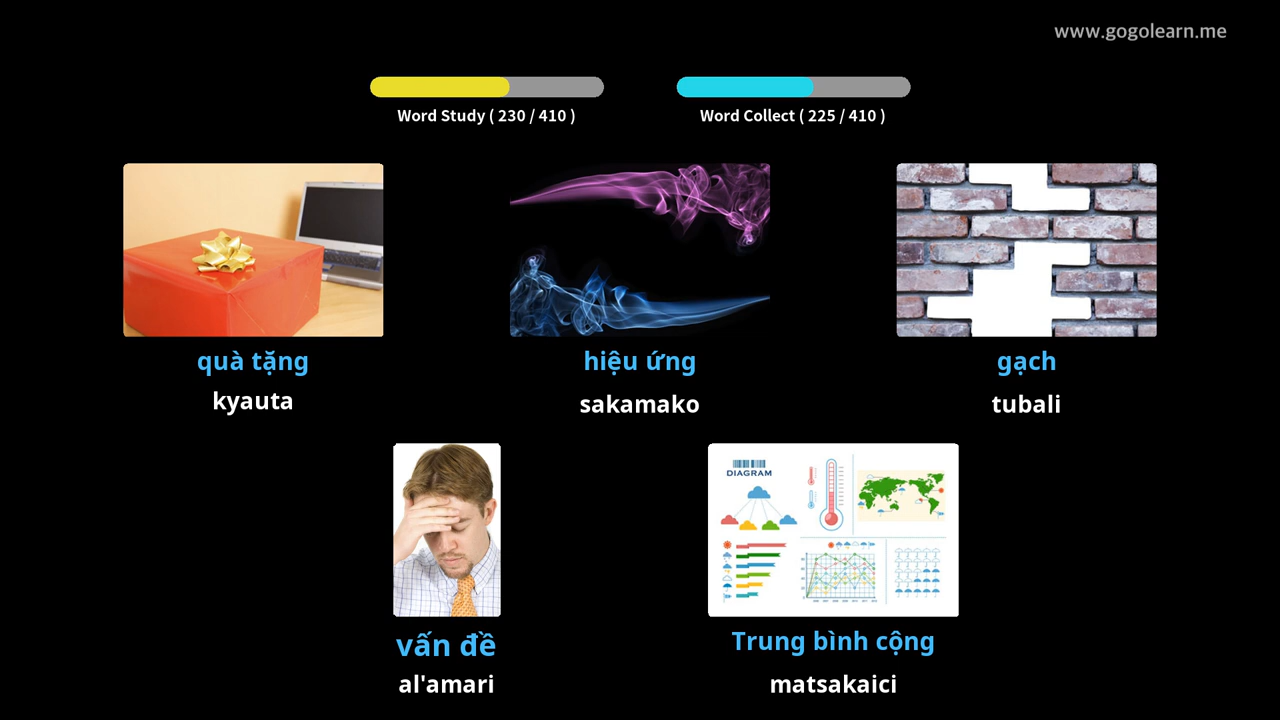 www.gogolearn.me
Word Study ( 230 / 410 )
Word Collect ( 225 / 410 )
quà tặng
hiệu ứng
gạch
kyauta
sakamako
tubali
DIAGRAM
vấn đề
Trung bình cộng
al'amari
matsakaici